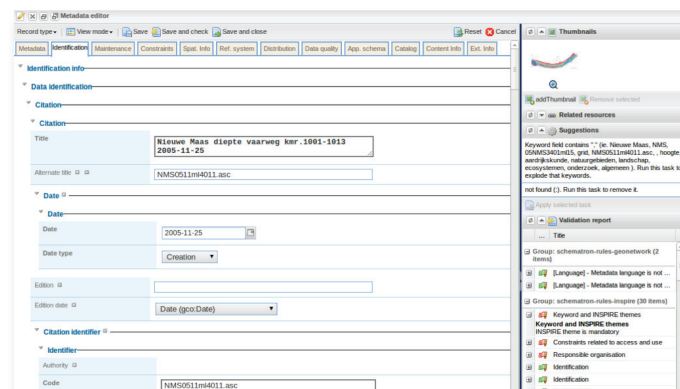 Metadata editor
Record type View mode Save Save and check Save and close Reset Cancel
Metadata Identification Maintenance Constraints Spat. Info Ref. system Distribution Data quality App. schema Catalog Content Info Ext. Info
Identification info
Data identification
Citation
Citation
Title
Nieuwe Maas diepte vaarweg kmr.1001-1013
2005-11-25
Alternate title
NMS0511ml4011.asc
Date
Date
Date
2005-11-25
Date type
Creation
Edition
Edition date
Date (gco:Date)
Citation identifier
Identifier
Authority
Code
NMS0511ml4011.asc
Thumbnails
addThumbnail Remove selected
Related resources
Suggestions
Keyword field contains "," (ie. Nieuwe Maas, NMS,
05NMS3401ml15, grid, NMS0511ml4011.asc, , hoogte,
aardrijkskunde, natuurgebieden, landschap,
ecosystemen, onderzoek, algemeen ). Run this task to
explode that keywords.
not found (;). Run this task to remove it.
Apply selected task
Validation report
... Title
Group: schematron-rules-geonetwork (2
items)
[Language] - Metadata language is not ...
[Language] - Metadata language is not ...
Group: schematron-rules-inspire (30 items)
Keyword and INSPIRE themes
Keyword and INSPIRE themes
INSPIRE theme is mandatory
Constraints related to access and use
Responsible organisation
Identification
Identification